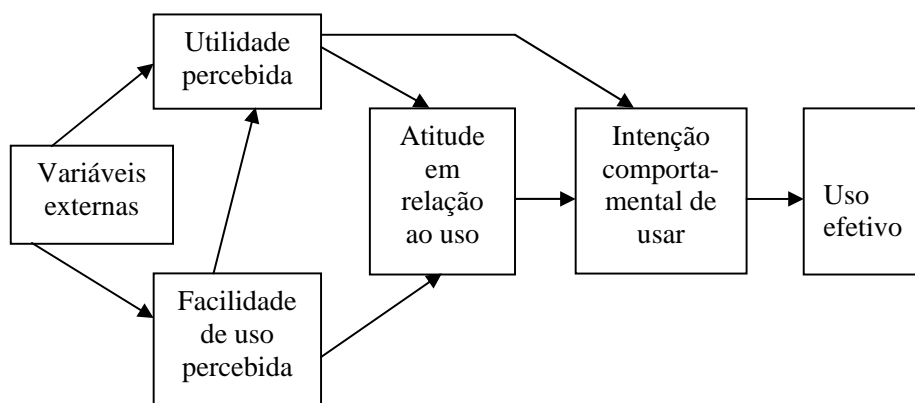 Utilidade
percebida
Variáveis
externas
Facilidade
de uso
percebida
Atitude
em
relação
ao uso
Intenção
comporta-
mental de
usar
Uso
efetivo